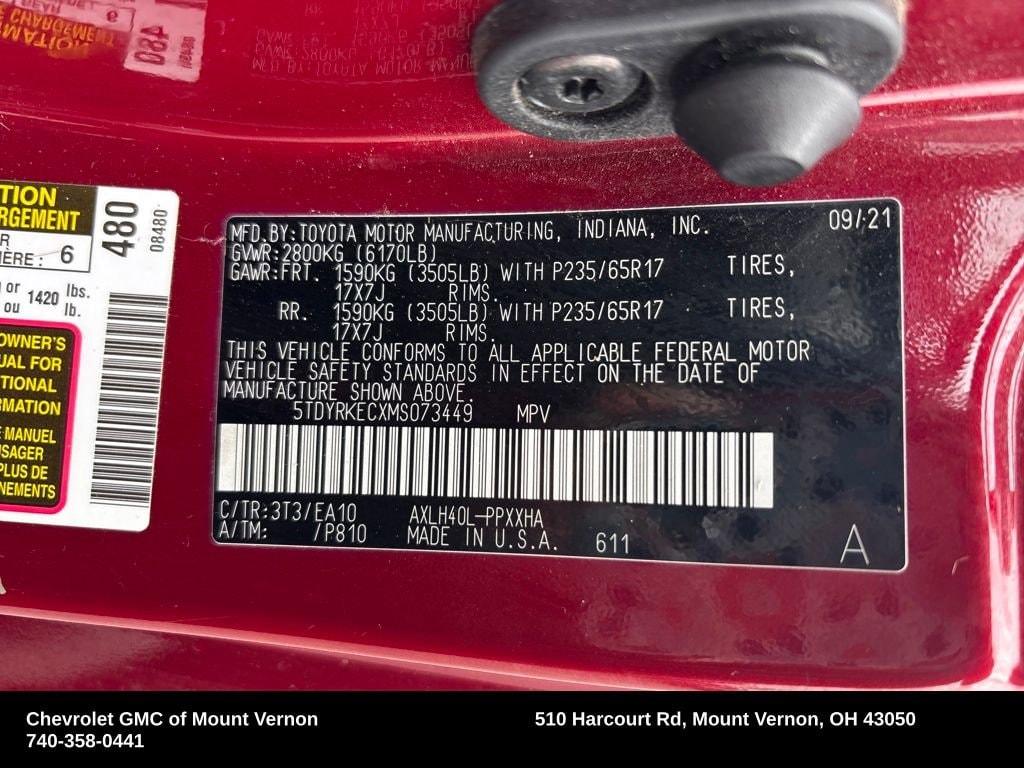 480
TION
RGEMENT
480
08480
R
IÈRE: 6
or 1420 lbs.
ou lb.
OWNER'S
UAL FOR
TIONAL
RMATION
E MANUEL
USAGER
PLUS DE
NEMENTS
MFD.BY:TOYOTA MOTOR MANUFACTURING, INDIANA, INC. 09/21
GVWR:2800KG (6170LB)
GAWR:FRT. 1590KG (3505LB) WITH P235/65R17 TIRES,
17X7J RIMS.
RR. 1590KG (3505LB) WITH P235/65R17 TIRES,
17X7J RIMS.
THIS VEHICLE CONFORMS TO ALL APPLICABLE FEDERAL MOTOR
VEHICLE SAFETY STANDARDS IN EFFECT ON THE DATE OF
MANUFACTURE SHOWN ABOVE.
5TDYRKECXMS073449 MPV
C/TR:3T3/EA10 AXLH40L-PPXXHA
A/TM: /P810 MADE IN U.S.A. 611 A
Chevrolet GMC of Mount Vernon 510 Harcourt Rd, Mount Vernon, OH 43050
740-358-0441